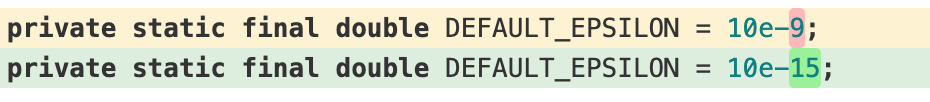 private static final double DEFAULT_EPSILON = 10e-9;
private static final double DEFAULT_EPSILON = 10e-15;